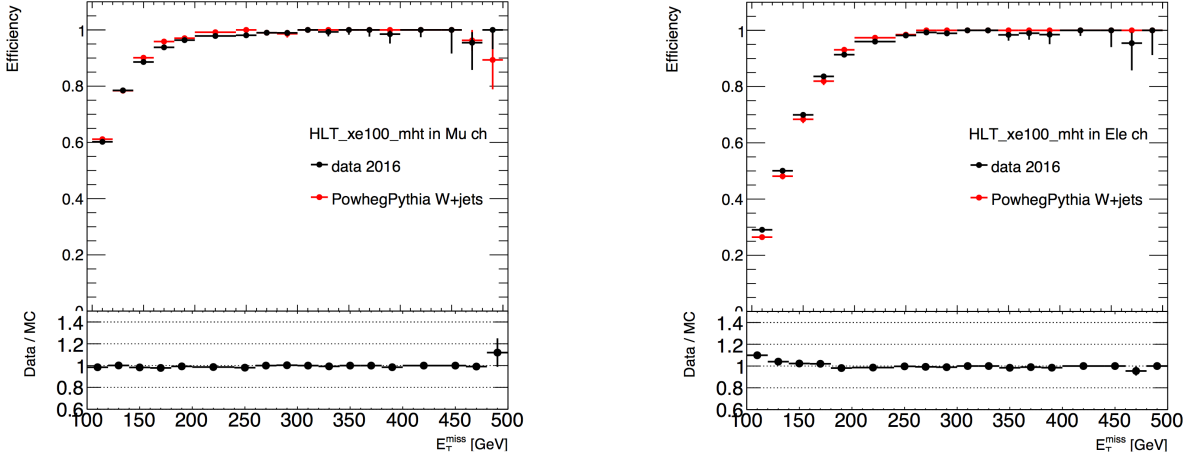 Efficiency
1
0.8
0.6
0.4
0.2
0
HLT_xe100_mht in Mu ch
data 2016
PowhegPythia W+jets
Data / MC
1.4
1.2
1
0.8
0.6
100 150 200 250 300 350 400 450 500
E_T^miss [GeV]
Efficiency
1
0.8
0.6
0.4
0.2
0
HLT_xe100_mht in Ele ch
data 2016
PowhegPythia W+jets
Data / MC
1.4
1.2
1
0.8
0.6
100 150 200 250 300 350 400 450 500
E_T^miss [GeV]